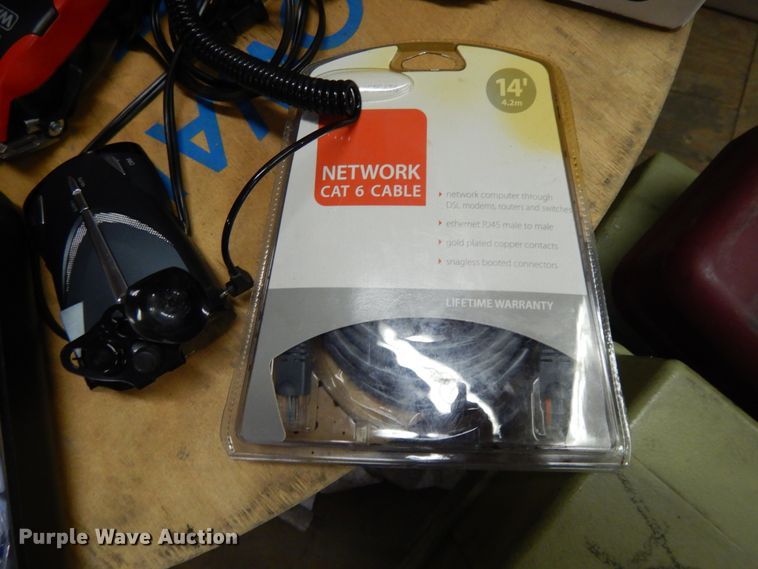 14'
4.2m
NETWORK
CAT 6 CABLE
network computer through
DSL modems, routers and switches
ethernet RJ45 male to male
gold plated copper contacts
snagless booted connectors
LIFETIME WARRANTY
Purple Wave Auction